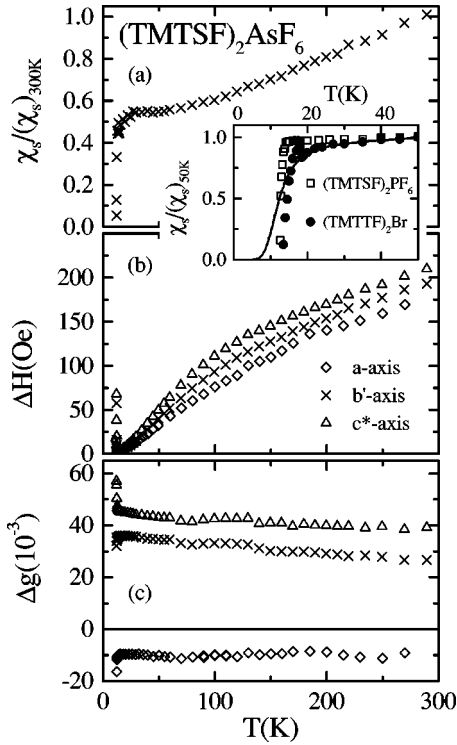 (TMTSF)₂AsF₆
(a)
χₛ/(χₛ)₃₀₀K
1.0
0.8
0.6
0.4
0.2
0.0
T(K)
0 20 40
χₛ/(χₛ)₅₀K
1.0
0.5
0.0
(TMTSF)₂PF₆
(TMTTF)₂Br
(b)
ΔH(Oe)
200
150
100
50
0
a-axis
b'-axis
c*-axis
(c)
Δg(10⁻³)
60
40
20
0
-20
0 100 200 300
T(K)